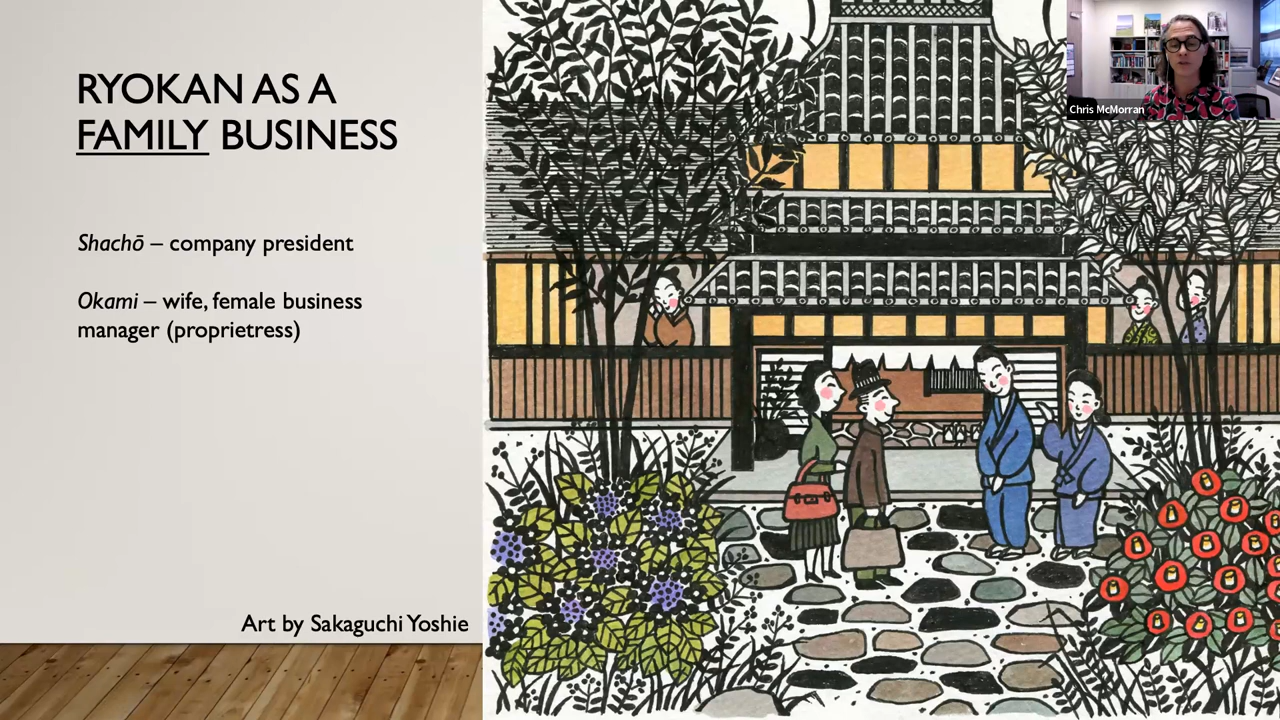 RYOKAN AS A
FAMILY BUSINESS
Shachō – company president
Okami – wife, female business
manager (proprietress)
Art by Sakaguchi Yoshie
Chris McMorran